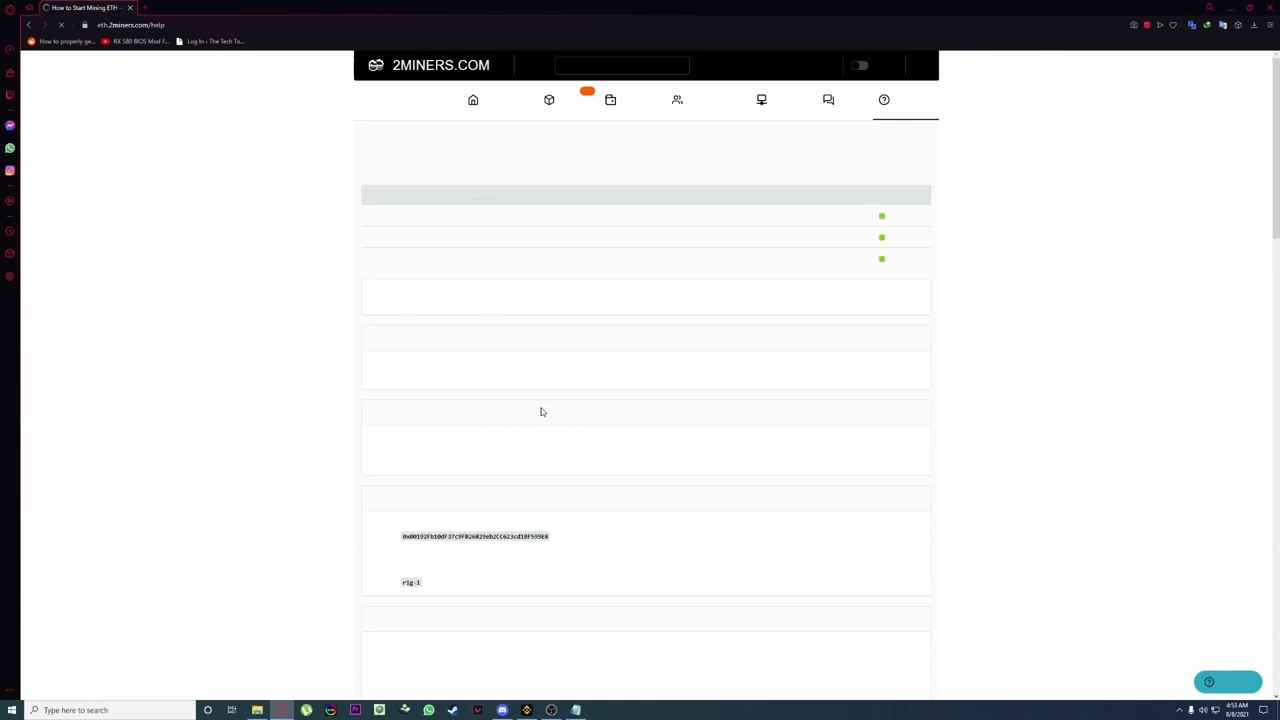 How to Start Mining ETH -
eth.2miners.com/help
How to properly ge...
RX 580 BIOS Mod F...
Log In ‹ The Tech To...
2MINERS.COM
0x00192Fb10dF37c9FB26829eb2CC623cd1BF599E8
rig-1
Type here to search
4:53 AM
8/8/2021